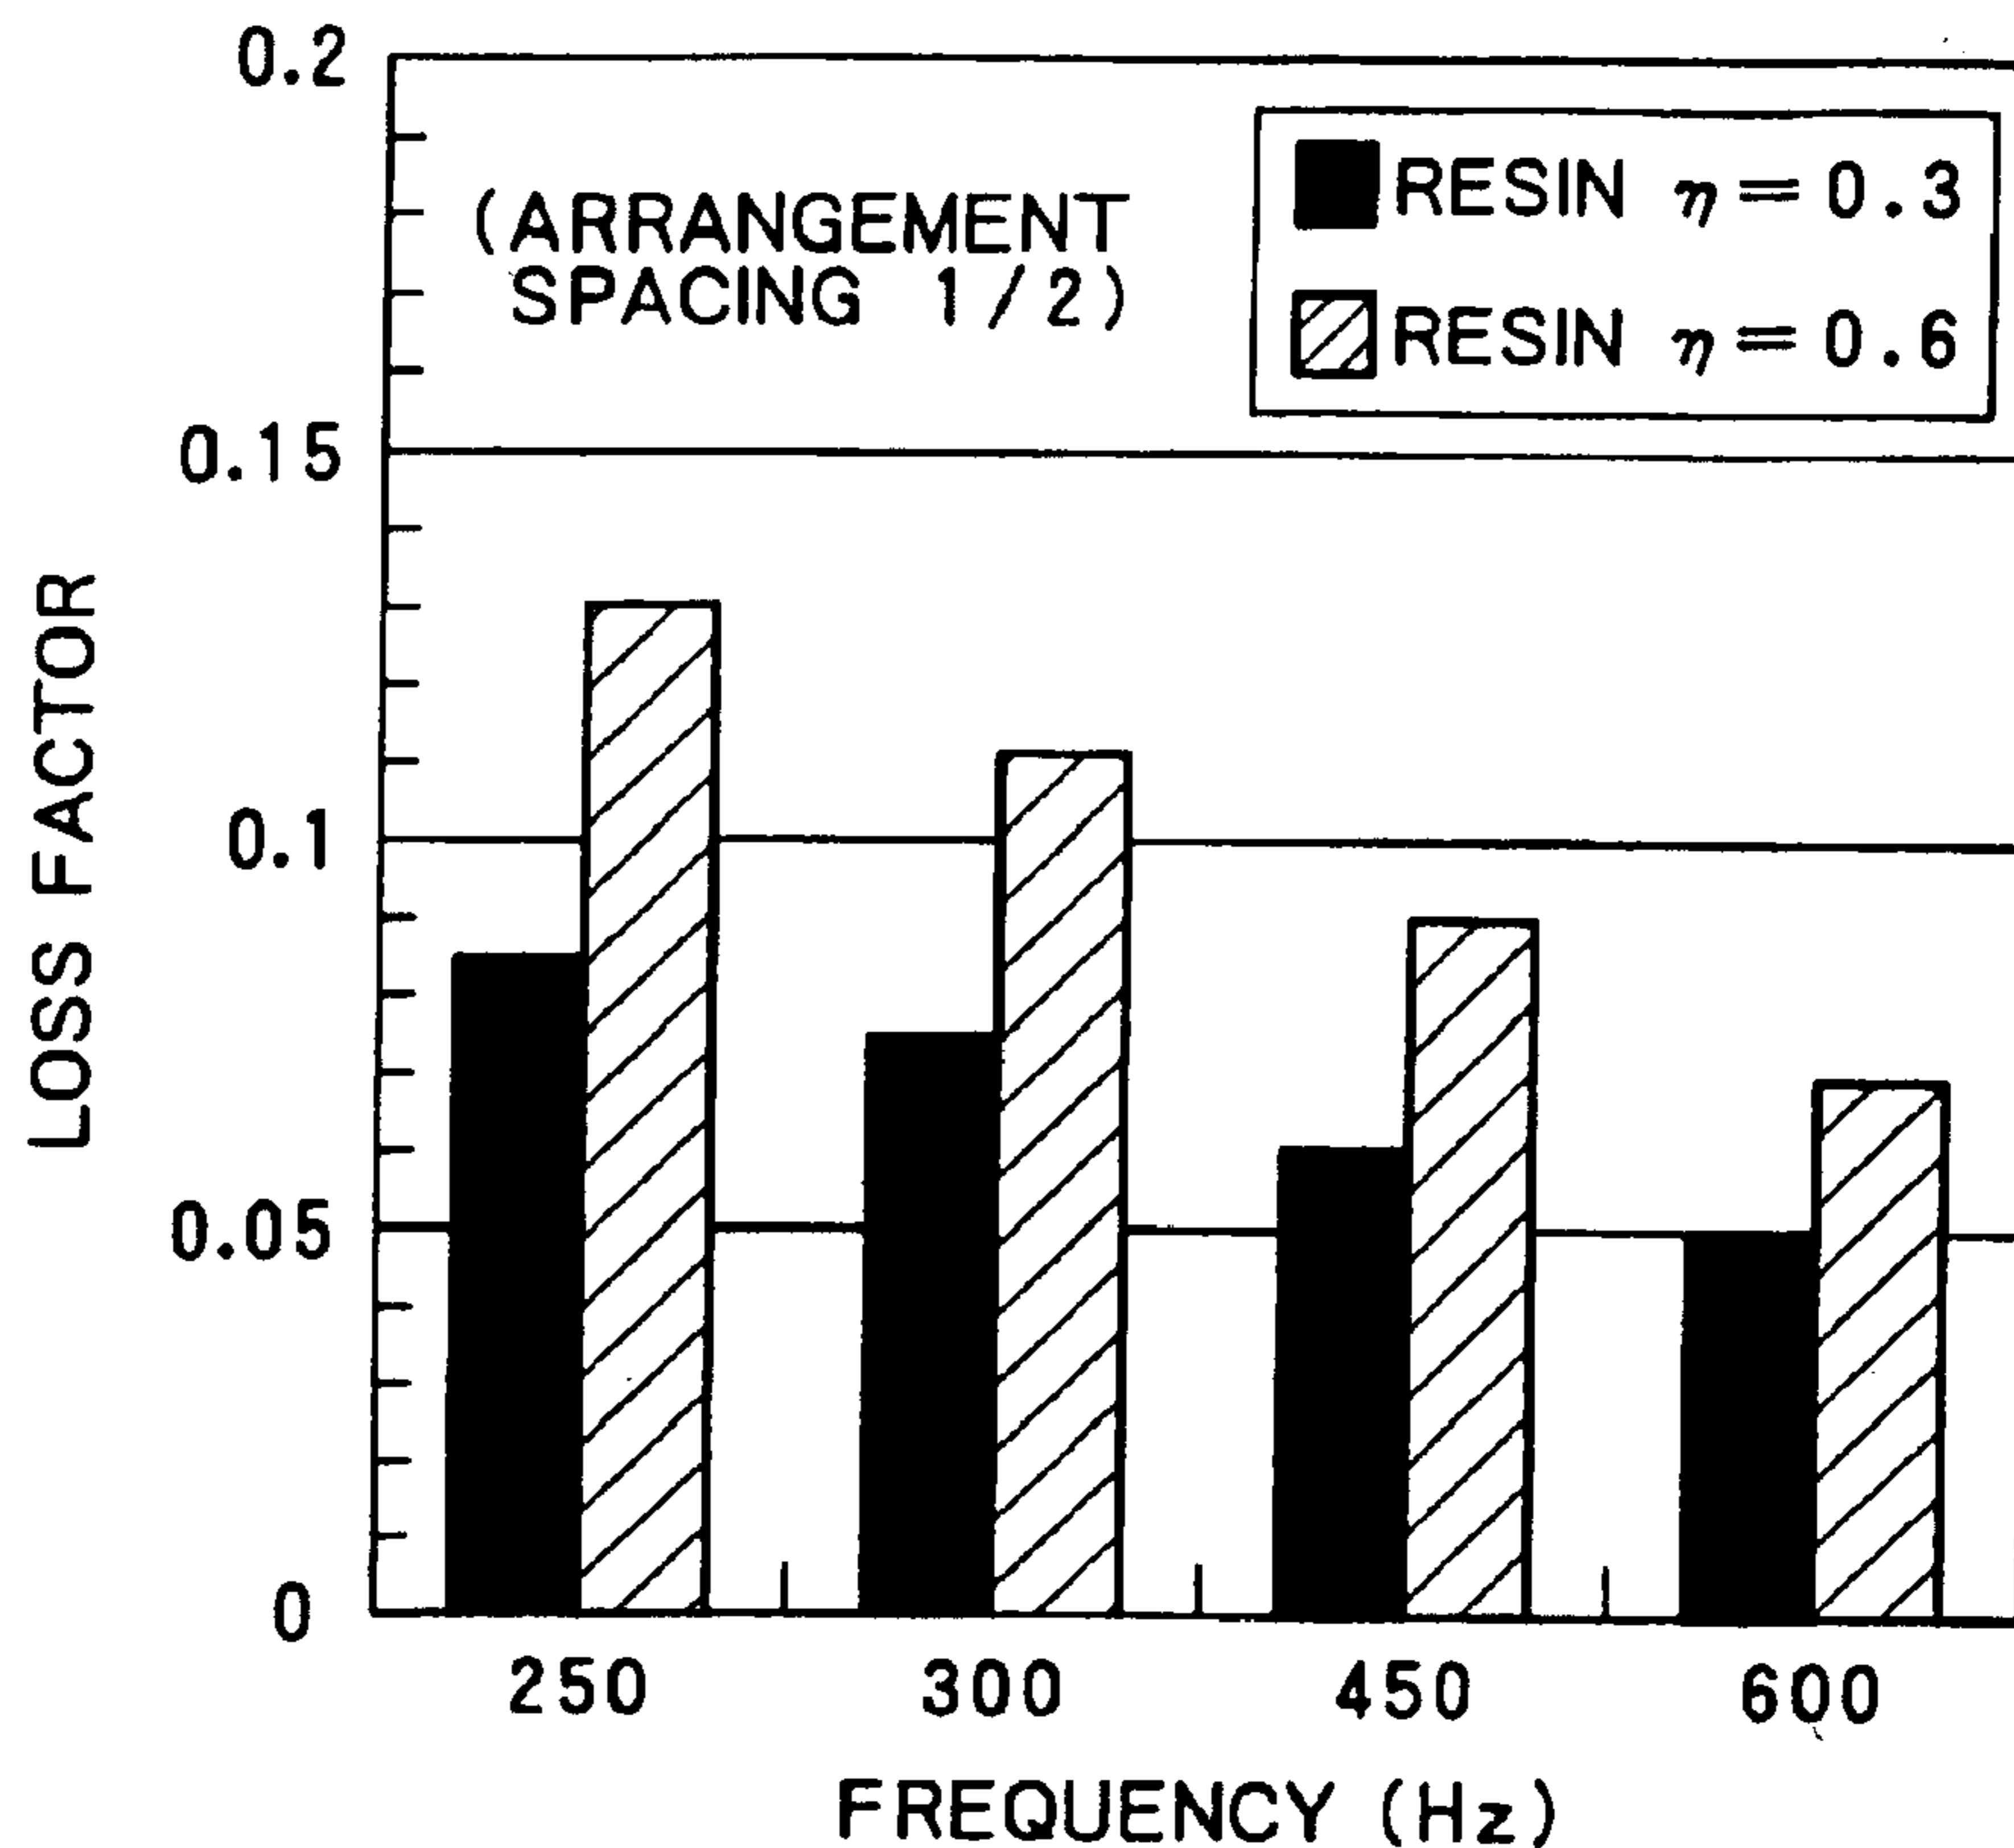 0.2
0.15
0.1
0.05
0
LOSS FACTOR
(ARRANGEMENT
SPACING 1/2)
RESIN η=0.3
RESIN η=0.6
250 300 450 600
FREQUENCY (Hz)